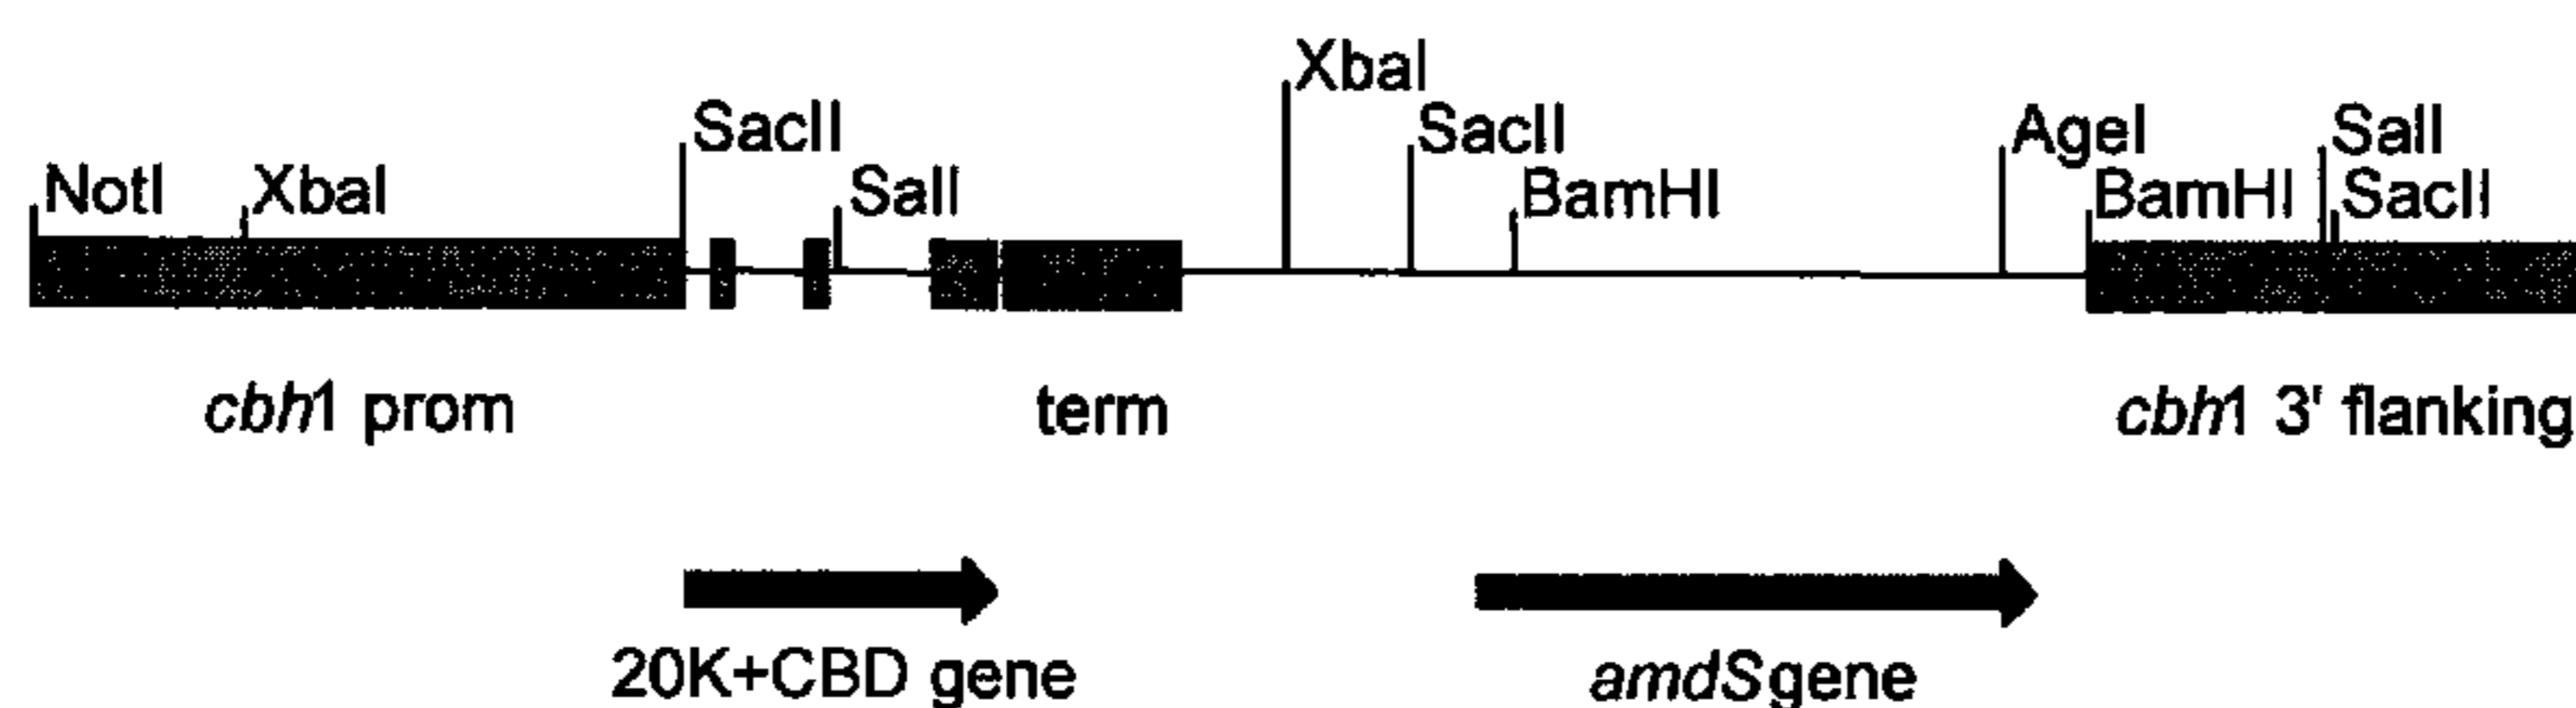 XbaI
SacII SacII AgeI SalI
NotI XbaI SalI BamHI BamHI SacII
cbh1 prom term cbh1 3' flanking
20K+CBD gene amdS gene